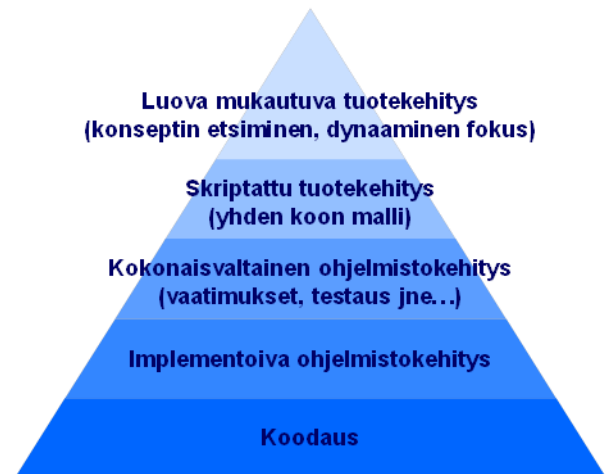 Luova mukautuva tuotekehitys
(konseptin etsiminen, dynaaminen fokus)
Skriptattu tuotekehitys
(yhden koon malli)
Kokonaisvaltainen ohjelmistokehitys
(vaatimukset, testaus jne...)
Implementoiva ohjelmistokehitys
Koodaus